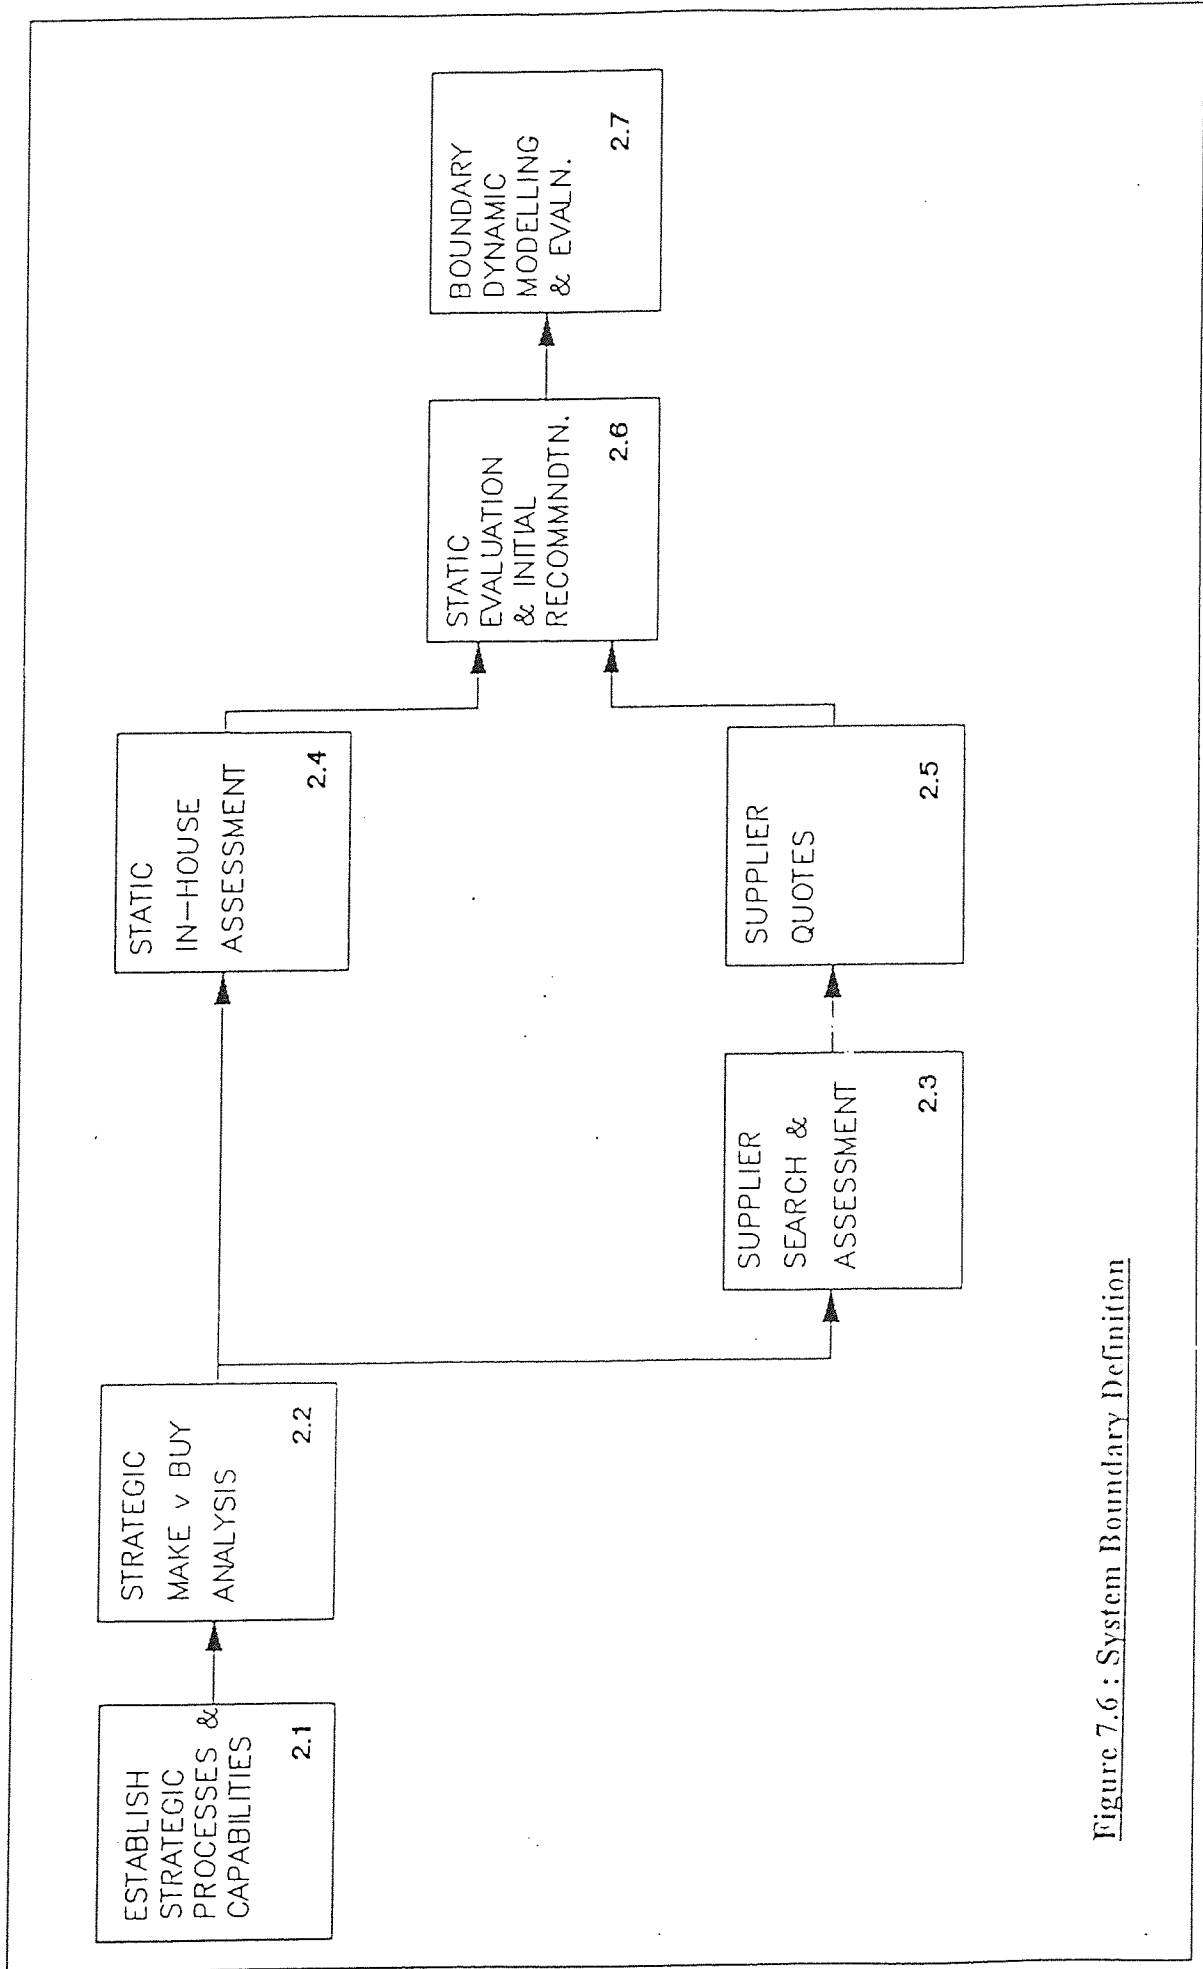 ESTABLISH
STRATEGIC
PROCESSES &
CAPABILITIES
2.1
STRATEGIC
MAKE v BUY
ANALYSIS
2.2
STATIC
IN-HOUSE
ASSESSMENT
2.4
SUPPLIER
SEARCH &
ASSESSMENT
2.3
SUPPLIER
QUOTES
2.5
STATIC
EVALUATION
& INITIAL
RECOMMNDTN.
2.6
BOUNDARY
DYNAMIC
MODELLING
& EVALN.
2.7
Figure 7.6 : System Boundary Definition